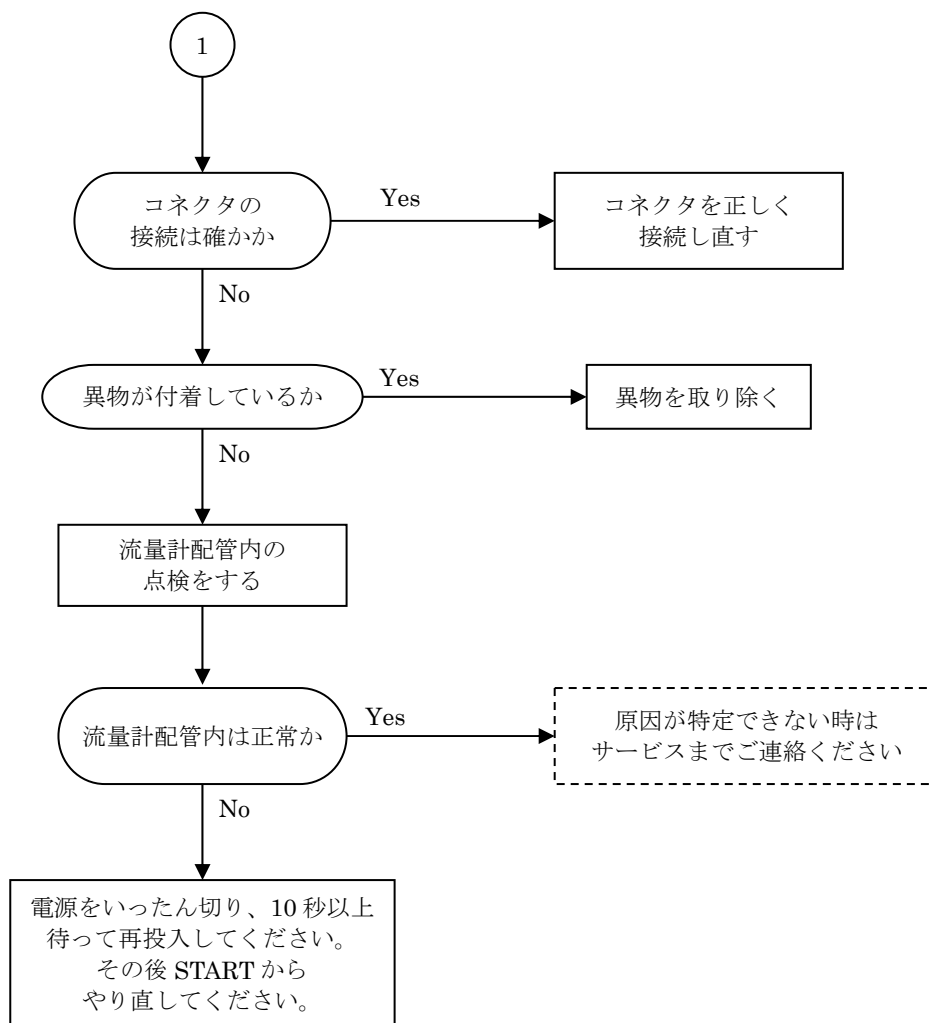 1
コネクタの
接続は確かか
Yes
コネクタを正しく
接続し直す
No
異物が付着しているか
Yes
異物を取り除く
No
流量計配管内の
点検をする
流量計配管内は正常か
Yes
原因が特定できない時は
サービスまでご連絡ください
No
電源をいったん切り、10 秒以上
待って再投入してください。
その後 START から
やり直してください。